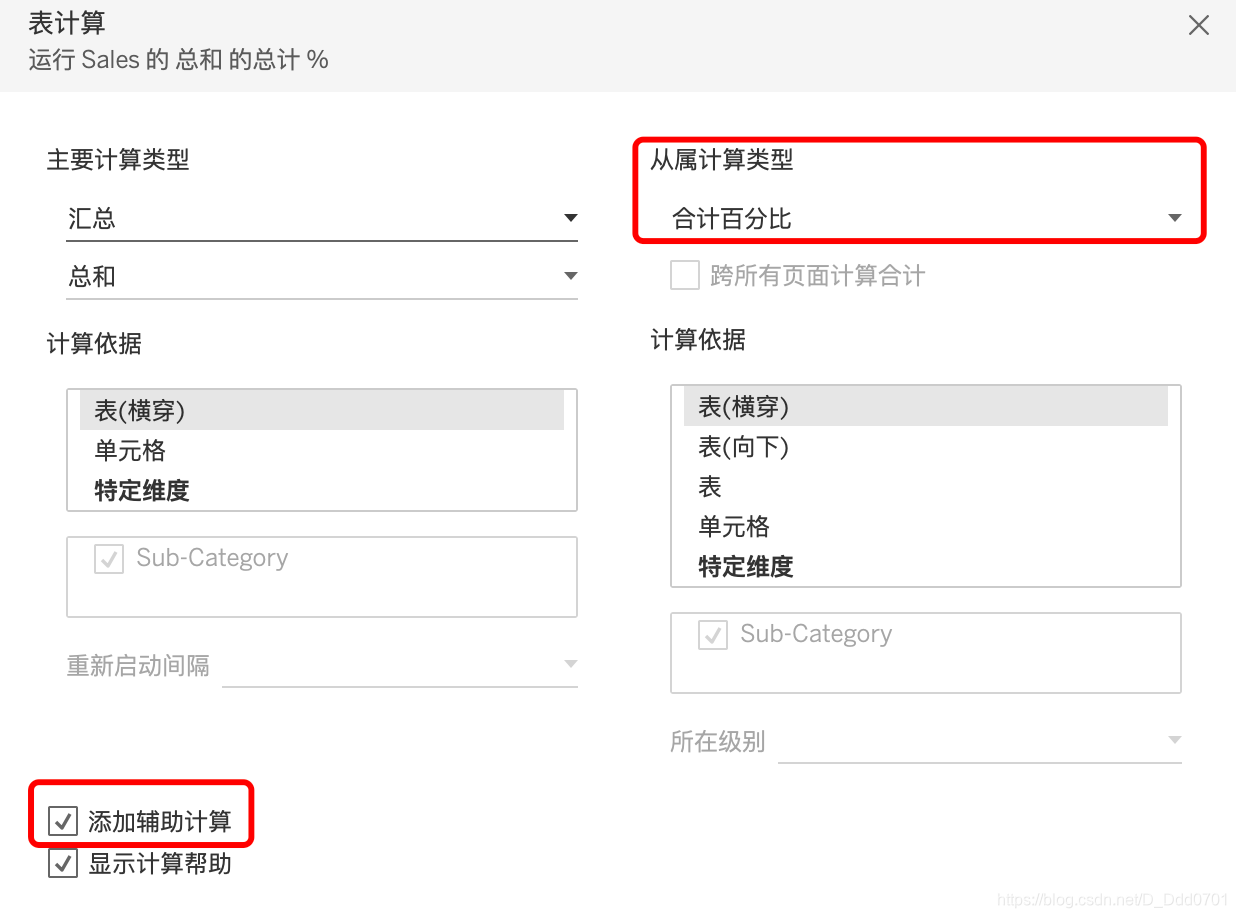 表计算
运行 Sales 的 总和 的总计 %
主要计算类型
汇总
总和
计算依据
表(横穿)
单元格
特定维度
Sub-Category
重新启动间隔
从属计算类型
合计百分比
跨所有页面计算合计
计算依据
表(横穿)
表(向下)
表
单元格
特定维度
Sub-Category
所在级别
添加辅助计算
显示计算帮助
https://blog.csdn.net/D_Ddd0701